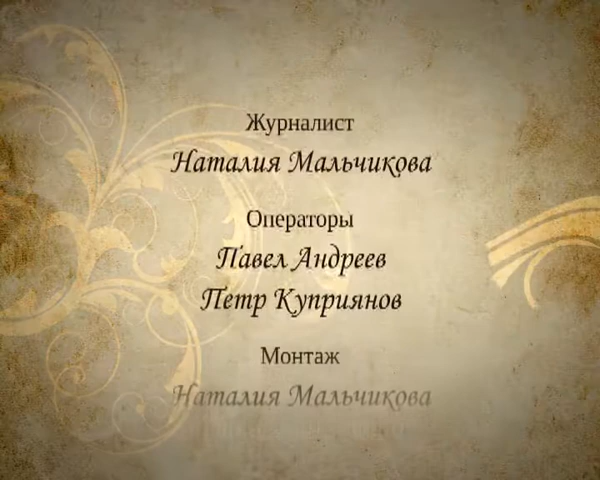 Журналист
Наталия Мальчикова
Операторы
Павел Андреев
Петр Куприянов
Монтаж
Наталия Мальчикова